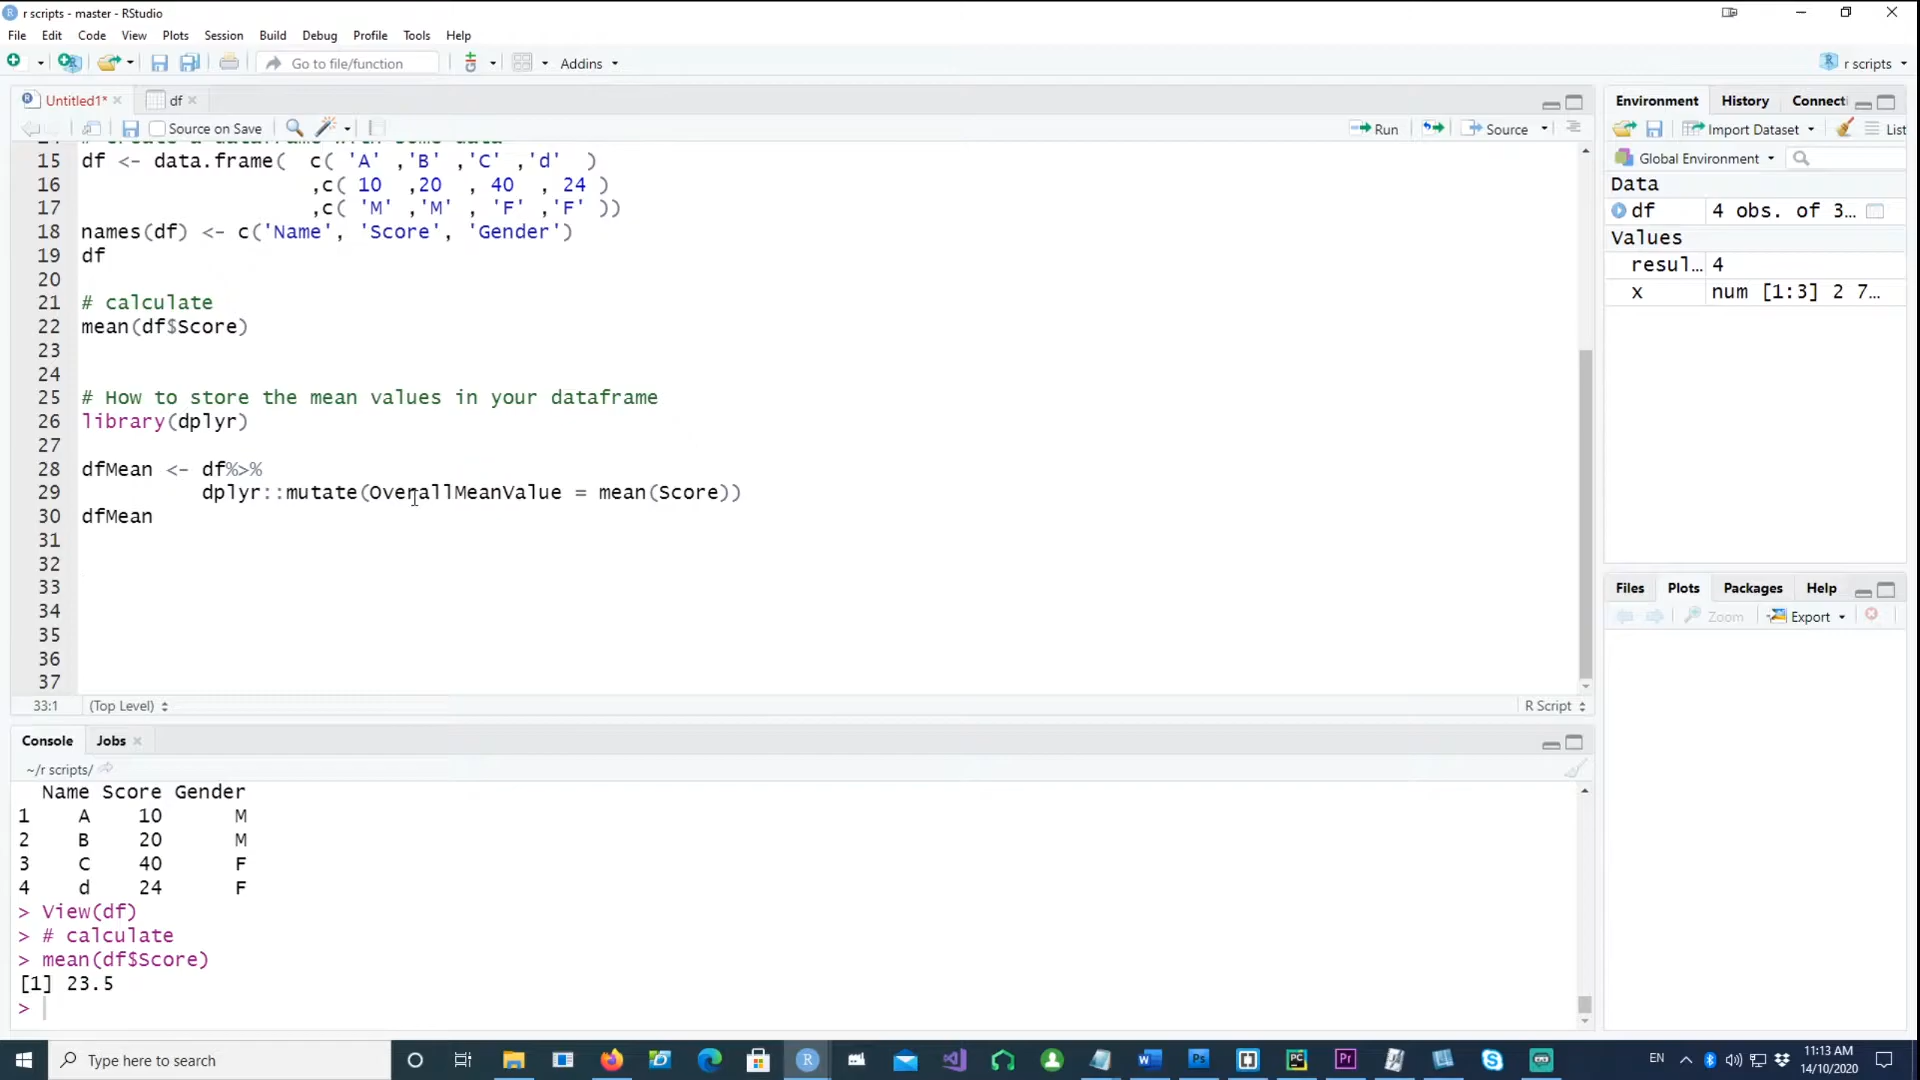 r scripts - master - RStudio
File Edit Code View Plots Session Build Debug Profile Tools Help
Go to file/function Addins r scripts
Untitled1* df
Source on Save Run Source
15 df <- data.frame(  c( 'A' ,'B' ,'C' ,'d'  )
16 ,c( 10  ,20  , 40  , 24 )
17 ,c( 'M' ,'M' , 'F' ,'F' ))
18 names(df) <- c('Name', 'Score', 'Gender')
19 df
20
21 # calculate
22 mean(df$Score)
23
24
25 # How to store the mean values in your dataframe
26 library(dplyr)
27
28 dfMean <- df%>%
29 dplyr::mutate(OverallMeanValue = mean(Score))
30 dfMean
31
32
33
34
35
36
37
33:1 (Top Level) R Script
Console Jobs
~/r scripts/
Name Score Gender
1 A 10 M
2 B 20 M
3 C 40 F
4 d 24 F
> View(df)
> # calculate
> mean(df$Score)
[1] 23.5
>
Environment History Connecti
Import Dataset List
Global Environment
Data
df 4 obs. of 3…
Values
resul… 4
x num [1:3] 2 7…
Files Plots Packages Help
Zoom Export
Type here to search
EN
11:13 AM
14/10/2020